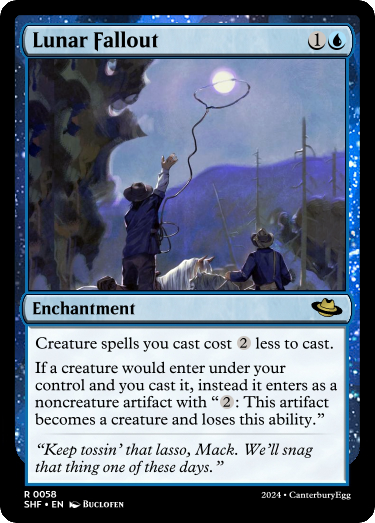 Lunar Fallout 1
Enchantment
Creature spells you cast cost 2 less to cast.
If a creature would enter under your
control and you cast it, instead it enters as a
noncreature artifact with “2: This artifact
becomes a creature and loses this ability.”
“Keep tossin’ that lasso, Mack. We’ll snag
that thing one of these days.”
R 0058
SHF • EN Buclofen
2024 • CanterburyEgg